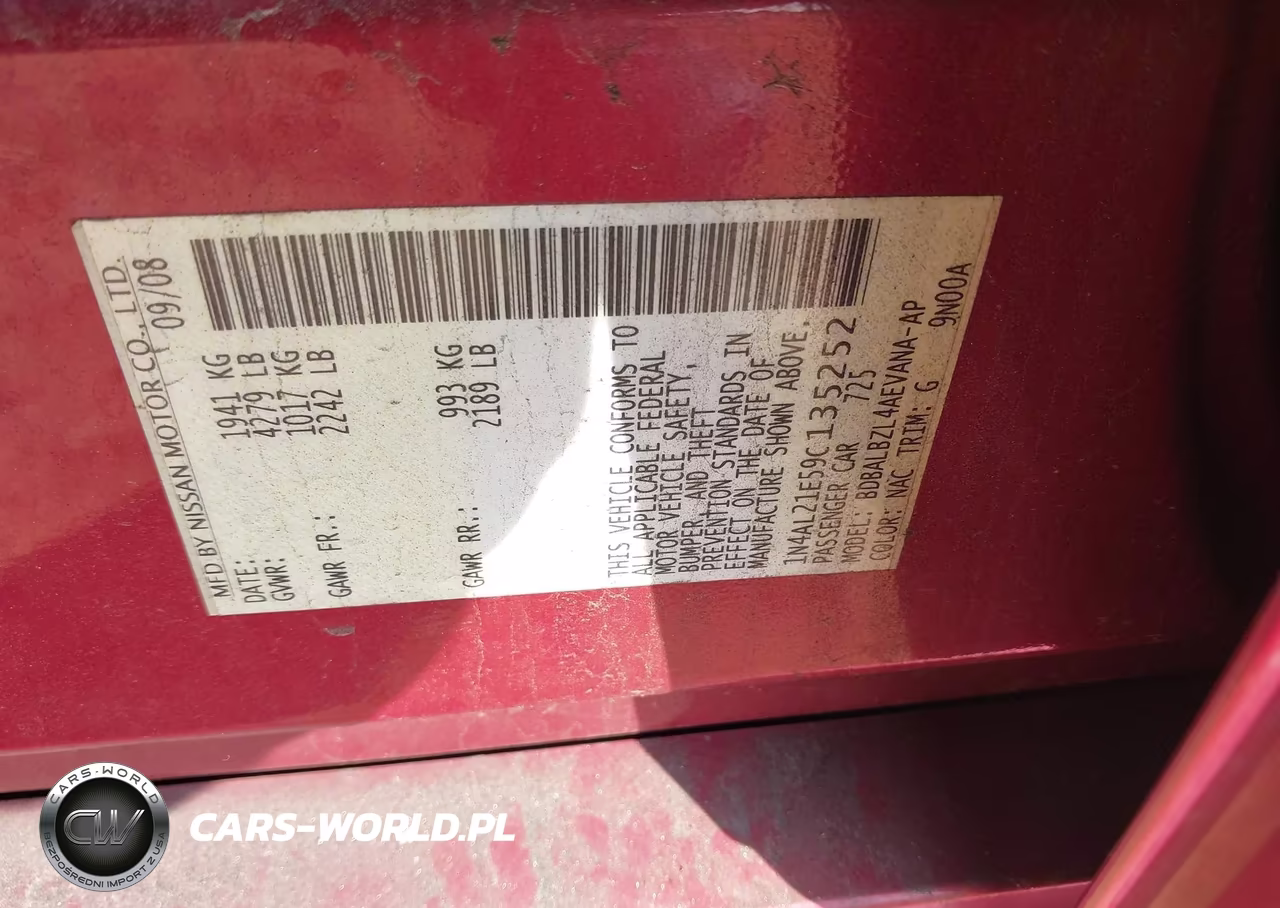 MFD BY NISSAN MOTOR CO., LTD.
DATE: 09/08
GVWR: 1941 KG
4279 LB
GAWR FR.: 1017 KG
2242 LB
GAWR RR.: 993 KG
2189 LB
THIS VEHICLE CONFORMS TO
ALL APPLICABLE FEDERAL
MOTOR VEHICLE SAFETY,
BUMPER, AND THEFT
PREVENTION STANDARDS IN
EFFECT ON THE DATE OF
MANUFACTURE SHOWN ABOVE.
1N4AL21E59C135252
PASSENGER CAR 725
MODEL: BDBALBZL4AEVANA-AP
COLOR: NAC TRIM: G 9N00A
CARS-WORLD
CW
BEZPOŚREDNI IMPORT Z USA
CARS-WORLD.PL